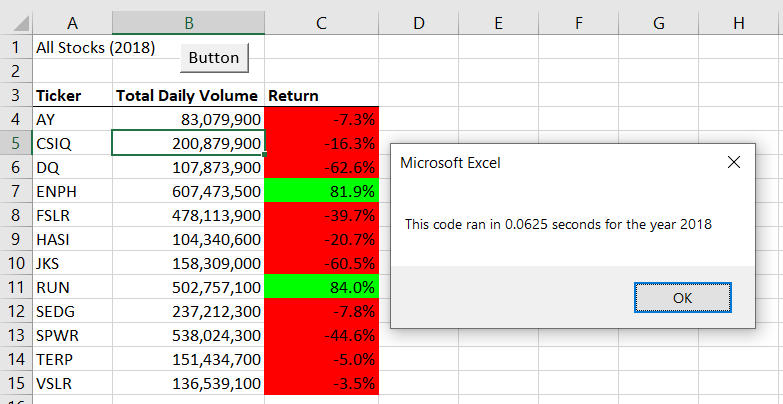 A B C D E F G H
1 All Stocks (2018) Button
2
3 Ticker Total Daily Volume Return
4 AY 83,079,900 -7.3%
5 CSIQ 200,879,900 -16.3%
6 DQ 107,873,900 -62.6%
7 ENPH 607,473,500 81.9%
8 FSLR 478,113,900 -39.7%
9 HASI 104,340,600 -20.7%
10 JKS 158,309,000 -60.5%
11 RUN 502,757,100 84.0%
12 SEDG 237,212,300 -7.8%
13 SPWR 538,024,300 -44.6%
14 TERP 151,434,700 -5.0%
15 VSLR 136,539,100 -3.5%
Microsoft Excel
This code ran in 0.0625 seconds for the year 2018
OK